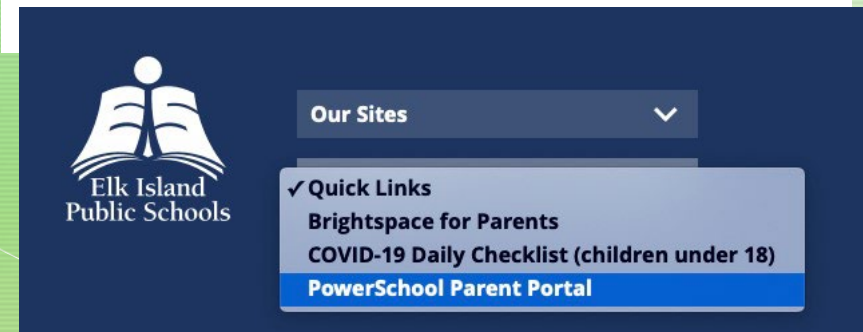 Elk Island
Public Schools
Our Sites
✓ Quick Links
Brightspace for Parents
COVID-19 Daily Checklist (children under 18)
PowerSchool Parent Portal